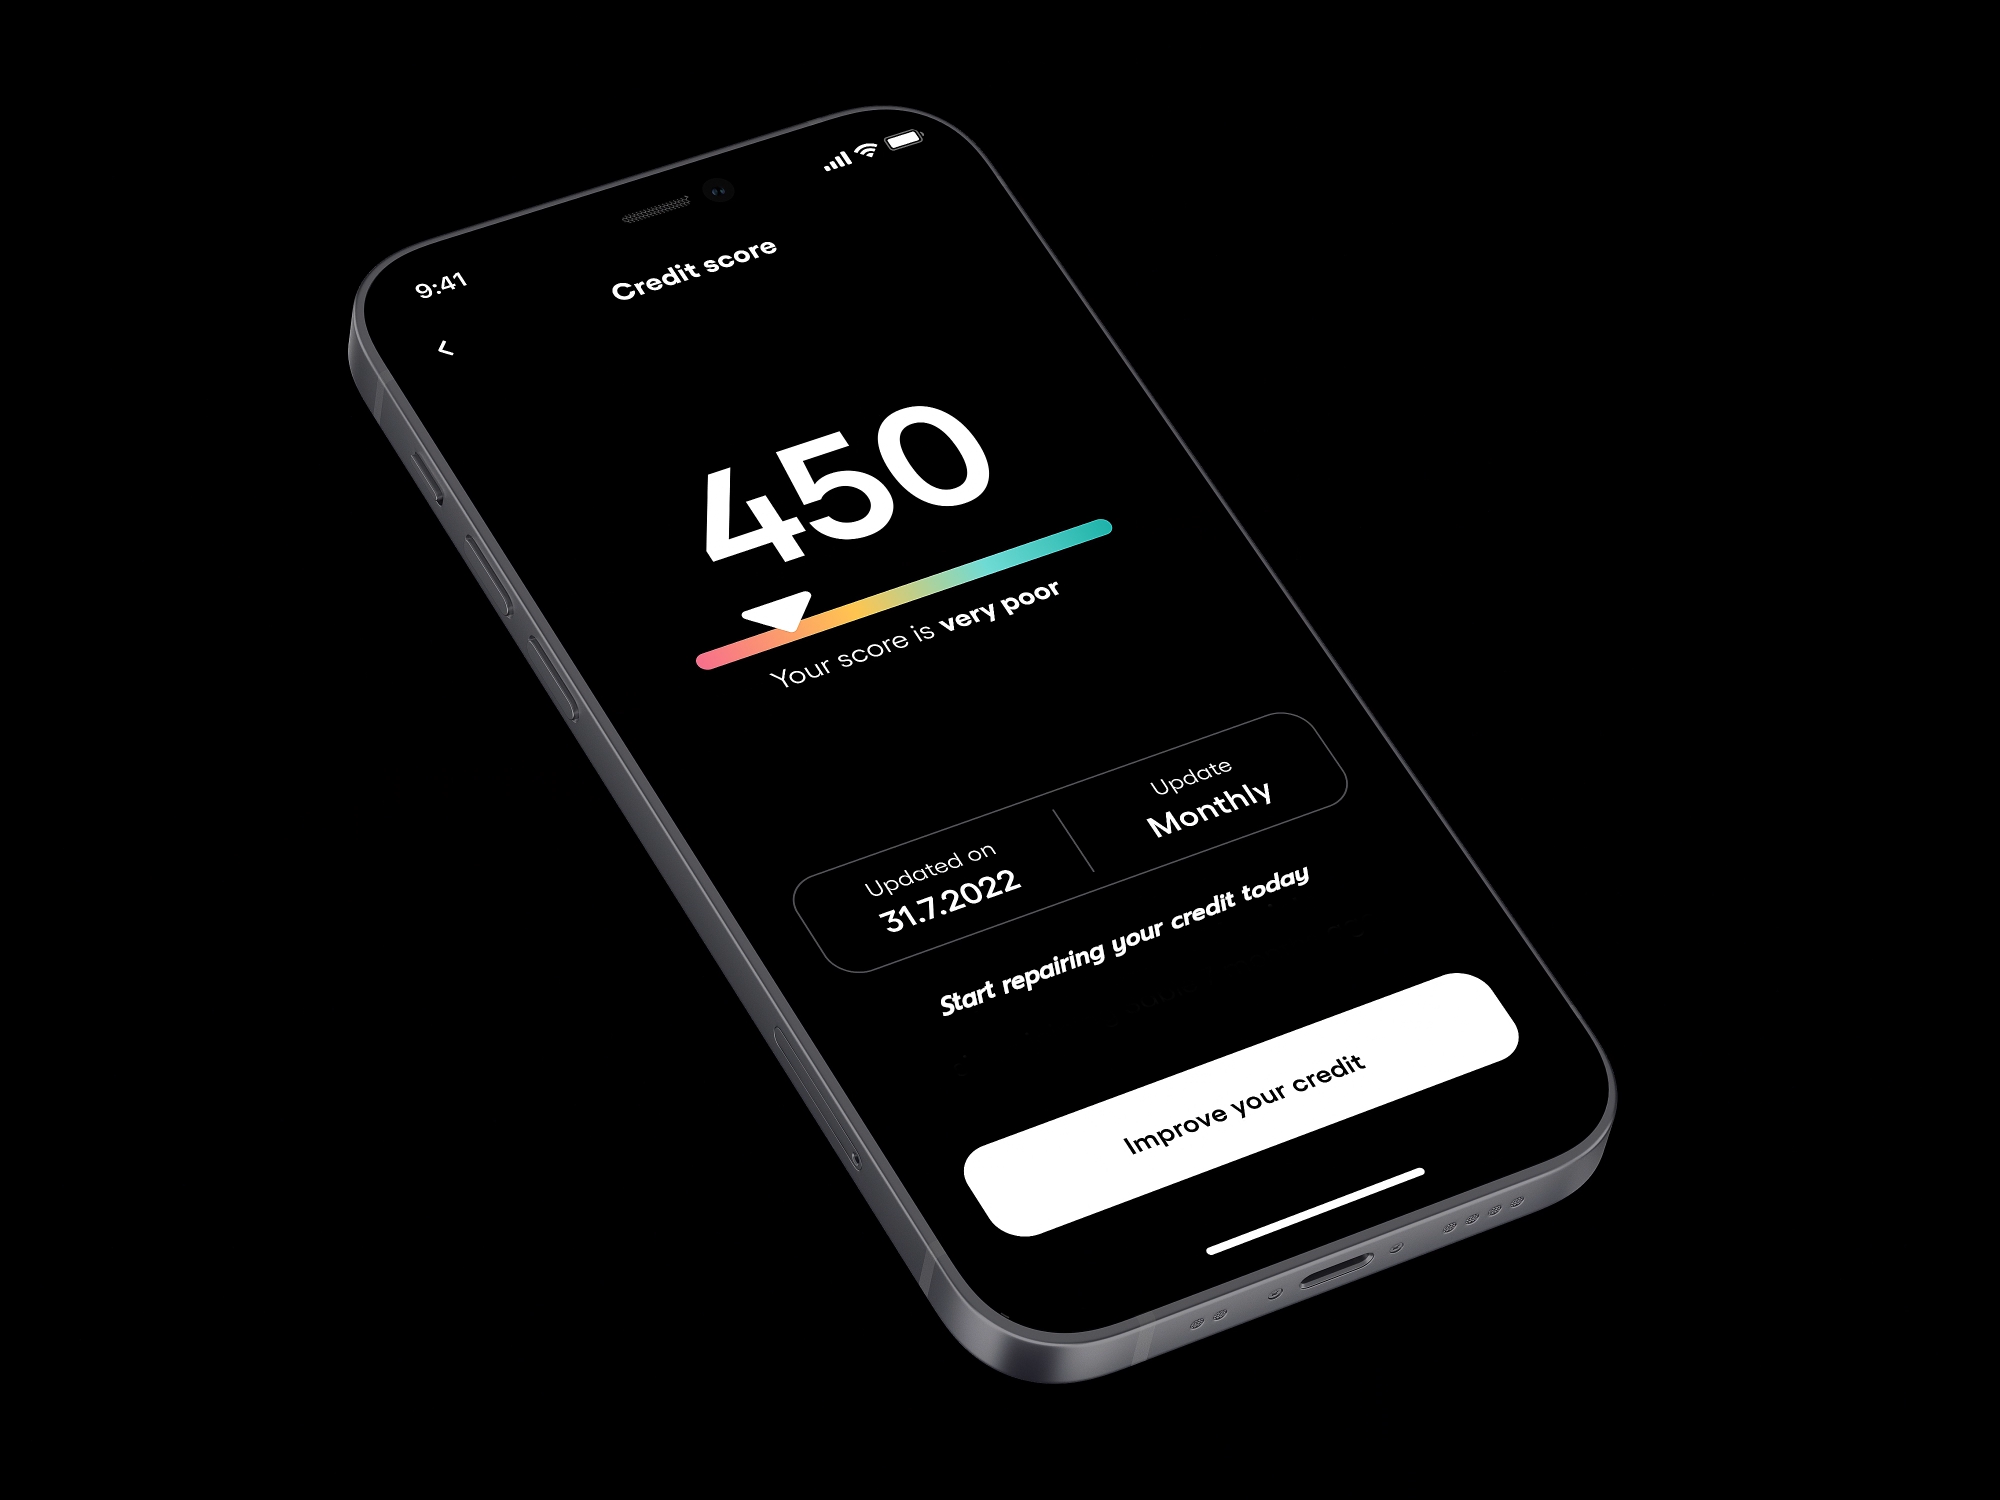 9:41
Credit score
450
Your score is very poor
Updated on
31.7.2022
Update
Monthly
Start repairing your credit today
Improve your credit